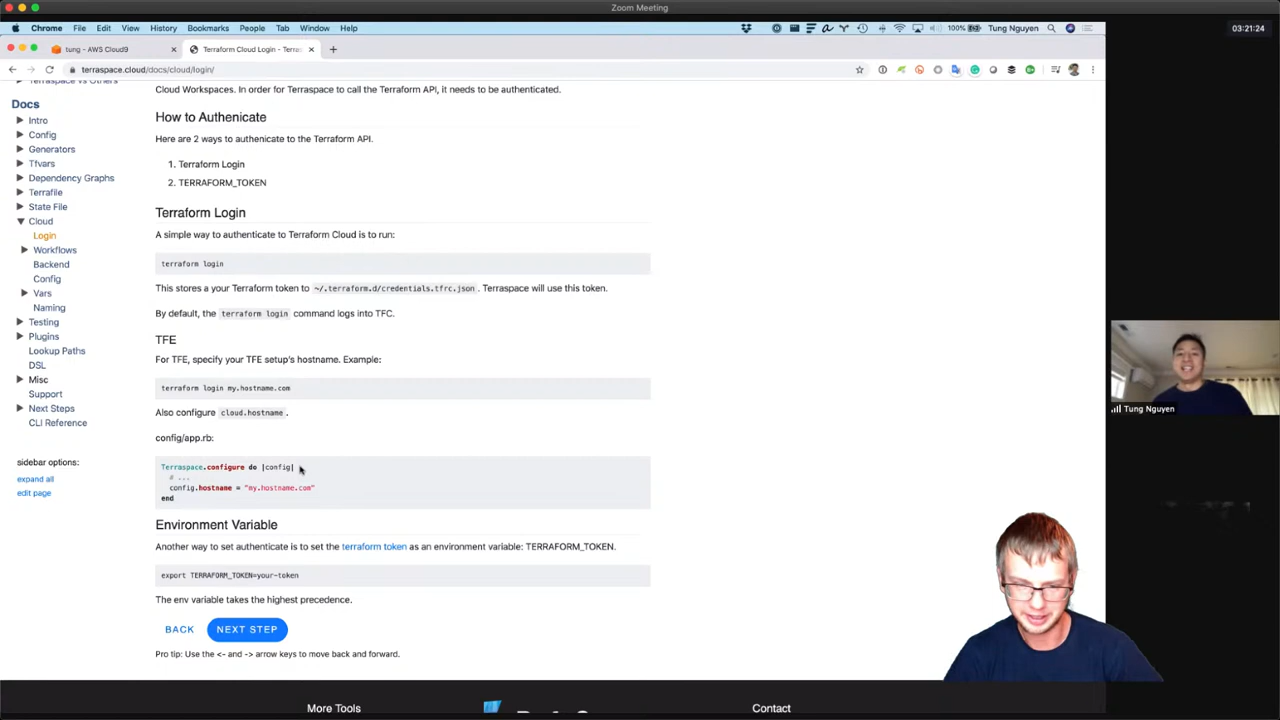 Zoom Meeting
Chrome File Edit View History Bookmarks People Tab Window Help
100% Tung Nguyen
03:21:24
tung - AWS Cloud9
Terraform Cloud Login - Terra
terraspace.cloud/docs/cloud/login/
Terraspace vs Others
Docs
Intro
Config
Generators
Tfvars
Dependency Graphs
Terrafile
State File
Cloud
Login
Workflows
Backend
Config
Vars
Naming
Testing
Plugins
Lookup Paths
DSL
Misc
Support
Next Steps
CLI Reference
sidebar options:
expand all
edit page
Cloud Workspaces. In order for Terraspace to call the Terraform API, it needs to be authenticated.
How to Authenicate
Here are 2 ways to authenicate to the Terraform API.
1. Terraform Login
2. TERRAFORM_TOKEN
Terraform Login
A simple way to authenticate to Terraform Cloud is to run:
terraform login
This stores a your Terraform token to ~/.terraform.d/credentials.tfrc.json . Terraspace will use this token.
By default, the terraform login command logs into TFC.
TFE
For TFE, specify your TFE setup's hostname. Example:
terraform login my.hostname.com
Also configure cloud.hostname .
config/app.rb:
Terraspace.configure do |config|
# ...
config.hostname = "my.hostname.com"
end
Environment Variable
Another way to set authenticate is to set the terraform token as an environment variable: TERRAFORM_TOKEN.
export TERRAFORM_TOKEN=your-token
The env variable takes the highest precedence.
BACK NEXT STEP
Pro tip: Use the <- and -> arrow keys to move back and forward.
More Tools
Contact
Tung Nguyen